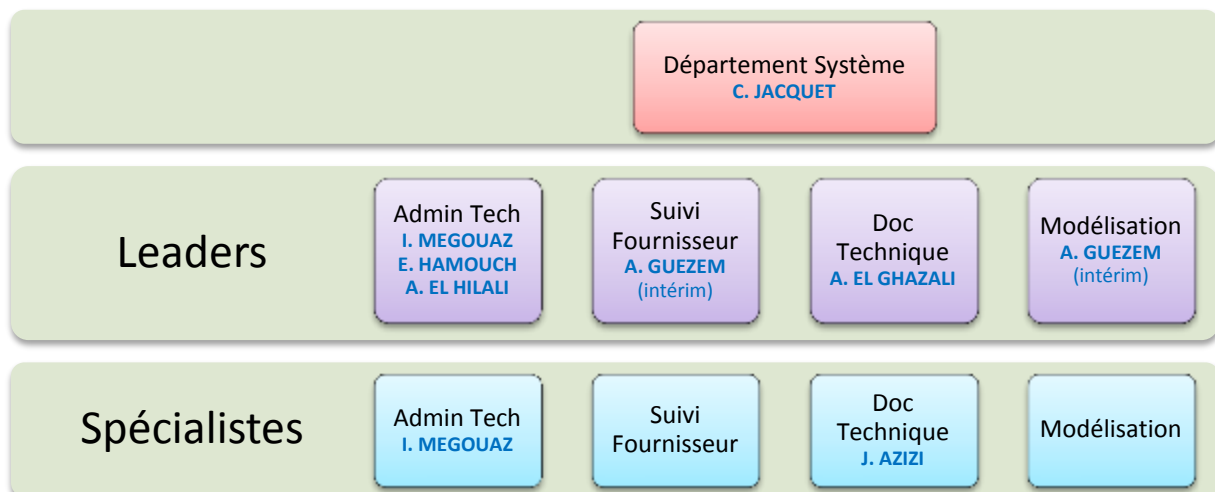 Département Système
C. JACQUET
Leaders
Admin Tech
I. MEGOUAZ
E. HAMOUCH
A. EL HILALI
Suivi
Fournisseur
A. GUEZEM
(intérim)
Doc
Technique
A. EL GHAZALI
Modélisation
A. GUEZEM
(intérim)
Spécialistes
Admin Tech
I. MEGOUAZ
Suivi
Fournisseur
Doc
Technique
J. AZIZI
Modélisation